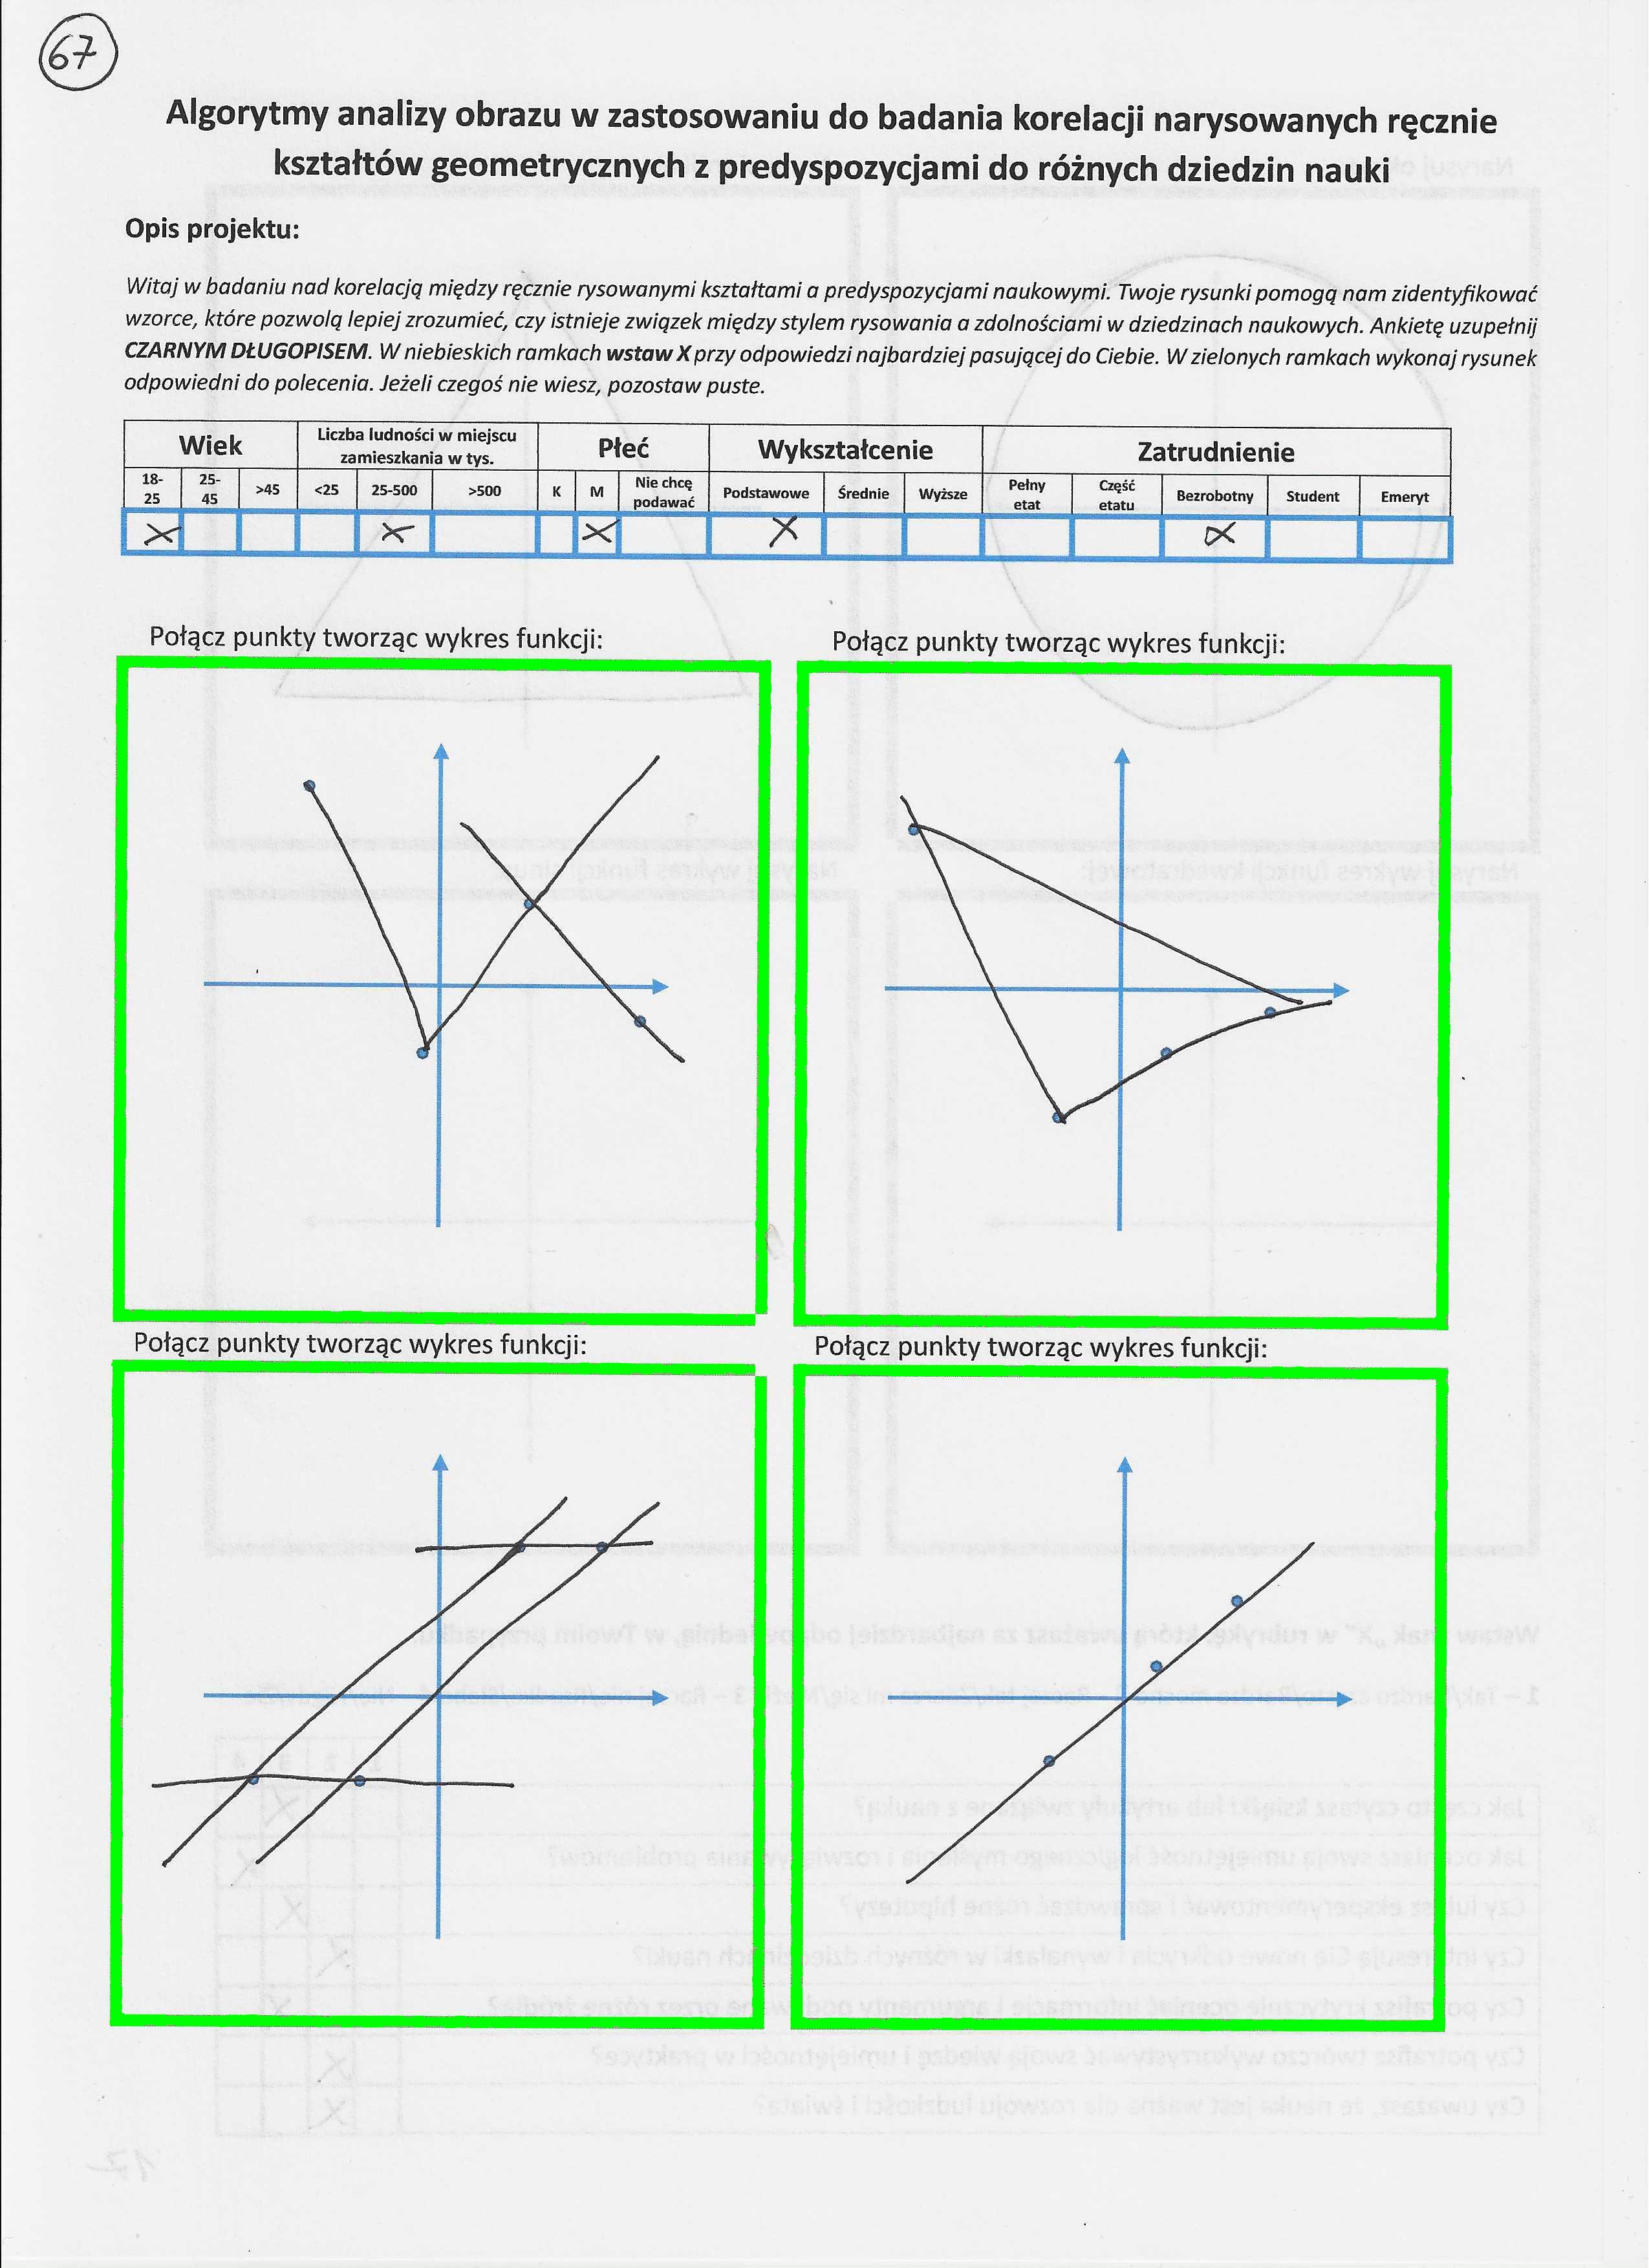 67
Algorytmy analizy obrazu w zastosowaniu do badania korelacji narysowanych ręcznie
kształtów geometrycznych z predyspozycjami do różnych dziedzin nauki
Opis projektu:
Witaj w badaniu nad korelacją między ręcznie rysowanymi kształtami a predyspozycjami naukowymi. Twoje rysunki pomogą nam zidentyfikować
wzorce, które pozwolą lepiej zrozumieć, czy istnieje związek między stylem rysowania a zdolnościami w dziedzinach naukowych. Ankietę uzupełnij
CZARNYM DŁUGOPISEM. W niebieskich ramkach wstaw X przy odpowiedzi najbardziej pasującej do Ciebie. W zielonych ramkach wykonaj rysunek
odpowiedni do polecenia. Jeżeli czegoś nie wiesz, pozostaw puste.
Wiek Liczba ludności w miejscu zamieszkania w tys. Płeć Wykształcenie Zatrudnienie
18-25 25-45 >45 <25 25-500 >500 K M Nie chcę podawać Podstawowe Średnie Wyższe Pełny etat Część etatu Bezrobotny Student Emeryt
X X X X X
Połącz punkty tworząc wykres funkcji: Połącz punkty tworząc wykres funkcji:
Połącz punkty tworząc wykres funkcji: Połącz punkty tworząc wykres funkcji: